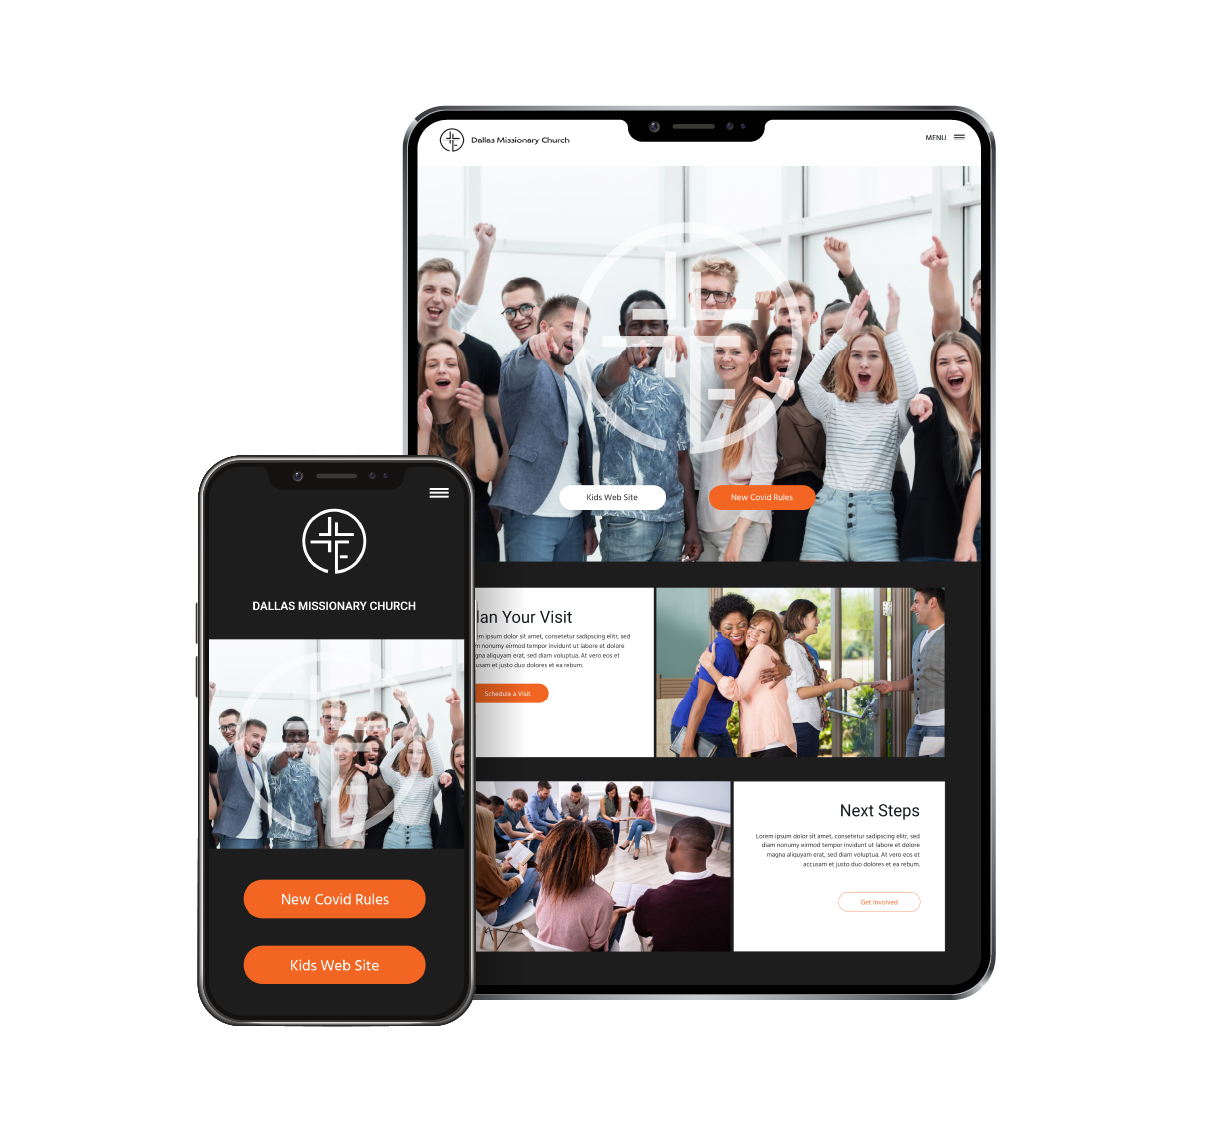 Dallas Missionary Church
MENU
Kids Web Site
New Covid Rules
lan Your Visit
em ipsum dolor sit amet, consetetur sadipscing elitr, sed
m nonumy eirmod tempor invidunt ut labore et dolore
gna aliquyam erat, sed diam voluptua. At vero eos et
usam et justo duo dolores et ea rebum.
Schedule a Visit
Next Steps
Lorem ipsum dolor sit amet, consetetur sadipscing elitr, sed
diam nonumy eirmod tempor invidunt ut labore et dolore
magna aliquyam erat, sed diam voluptua. At vero eos et
accusam et justo duo dolores et ea rebum.
Get Involved
DALLAS MISSIONARY CHURCH
New Covid Rules
Kids Web Site